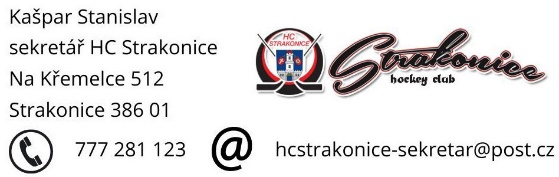 Kašpar Stanislav
sekretář HC Strakonice
Na Křemelce 512
Strakonice 386 01
HC
STRAKONICE
Strakonice
hockey club
777 281 123
@ hcstrakonice-sekretar@post.cz